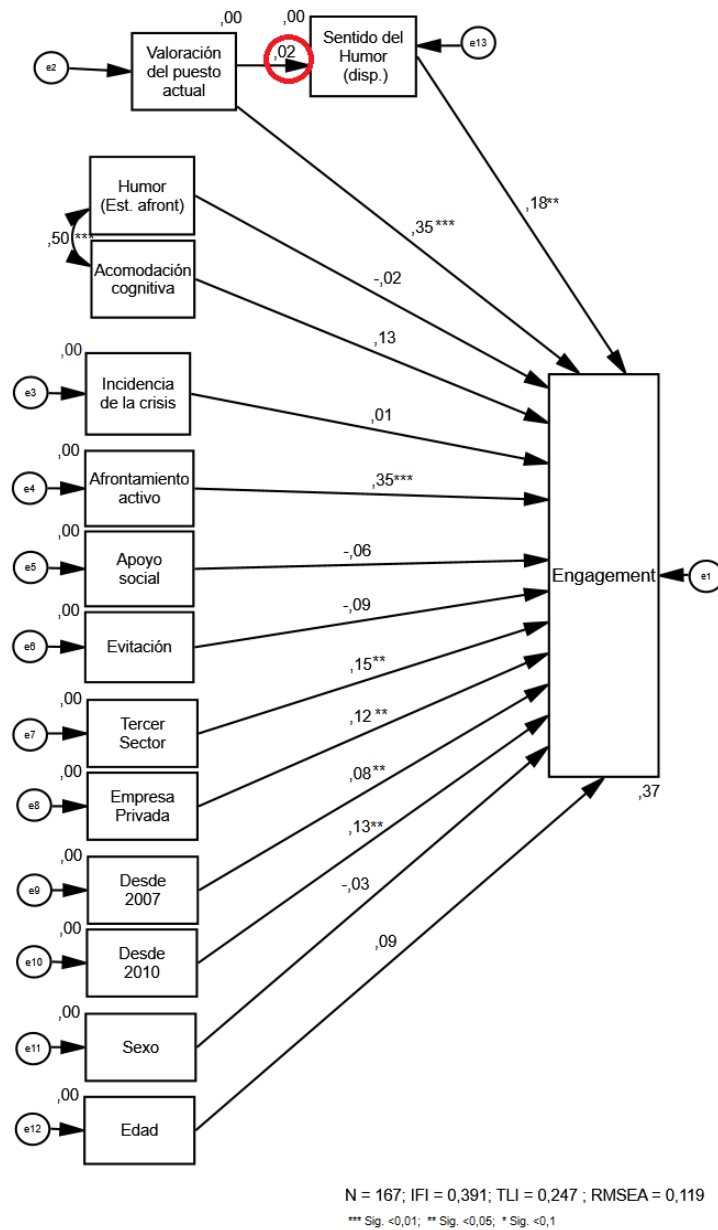 ,00
,00
e2
Valoración
del puesto
actual
,02
Sentido del
Humor
(disp.)
e13
Humor
(Est. afront)
,50 ***
Acomodación
cognitiva
,35 ***
,18**
-,02
,13
,00
e3
Incidencia
de la crisis
,01
,00
e4
Afrontamiento
activo
,35***
,00
e5
Apoyo
social
-,06
Engagement
e1
,00
e6
Evitación
-,09
,00
e7
Tercer
Sector
,15**
,00
e8
Empresa
Privada
,12 **
,37
,00
e9
Desde
2007
,08 **
,00
e10
Desde
2010
,13**
,00
e11
Sexo
-,03
,00
e12
Edad
,09
N = 167; IFI = 0,391; TLI = 0,247 ; RMSEA = 0,119
*** Sig. <0,01; ** Sig. <0,05; * Sig <0,1